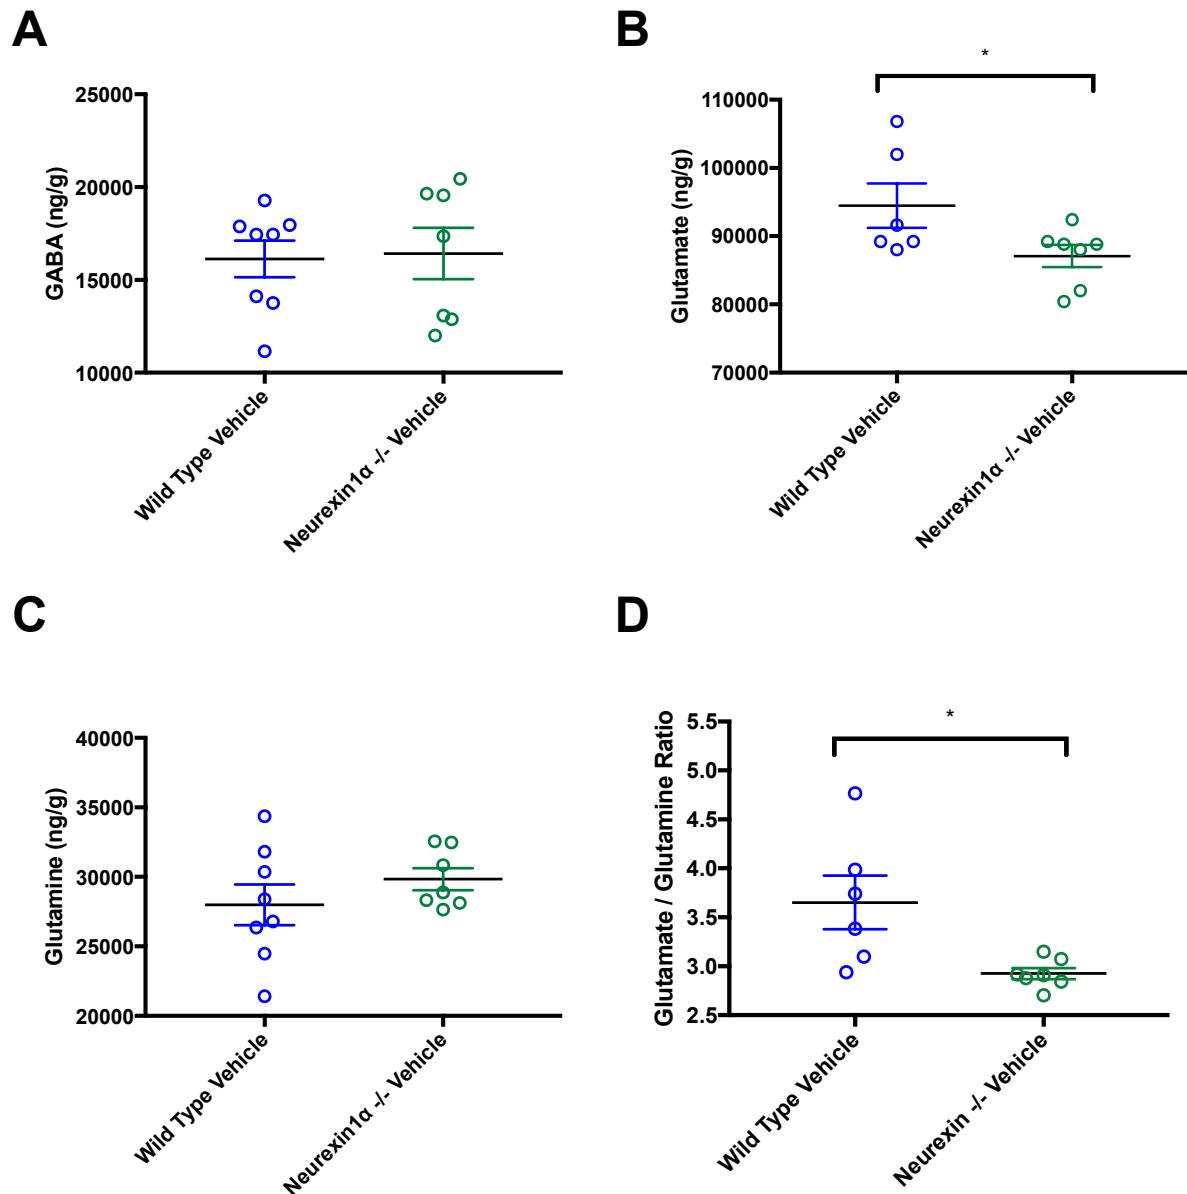 A
GABA (ng/g)
25000
20000
15000
10000
Wild Type Vehicle
Neurexin1α -/- Vehicle
B
*
Glutamate (ng/g)
110000
100000
90000
80000
70000
Wild Type Vehicle
Neurexin1α -/- Vehicle
C
Glutamine (ng/g)
40000
35000
30000
25000
20000
Wild Type Vehicle
Neurexin1α -/- Vehicle
D
*
Glutamate / Glutamine Ratio
5.5
5.0
4.5
4.0
3.5
3.0
2.5
Wild Type Vehicle
Neurexin -/- Vehicle